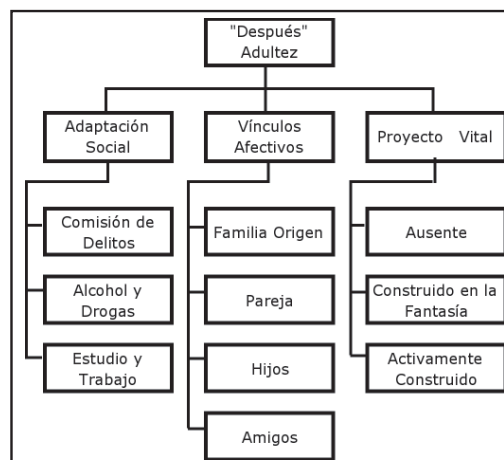 "Después"
Adultez
Adaptación
Social
Vínculos
Afectivos
Proyecto Vital
Comisión de
Delitos
Alcohol y
Drogas
Estudio y
Trabajo
Familia Origen
Pareja
Hijos
Amigos
Ausente
Construido en la
Fantasía
Activamente
Construido